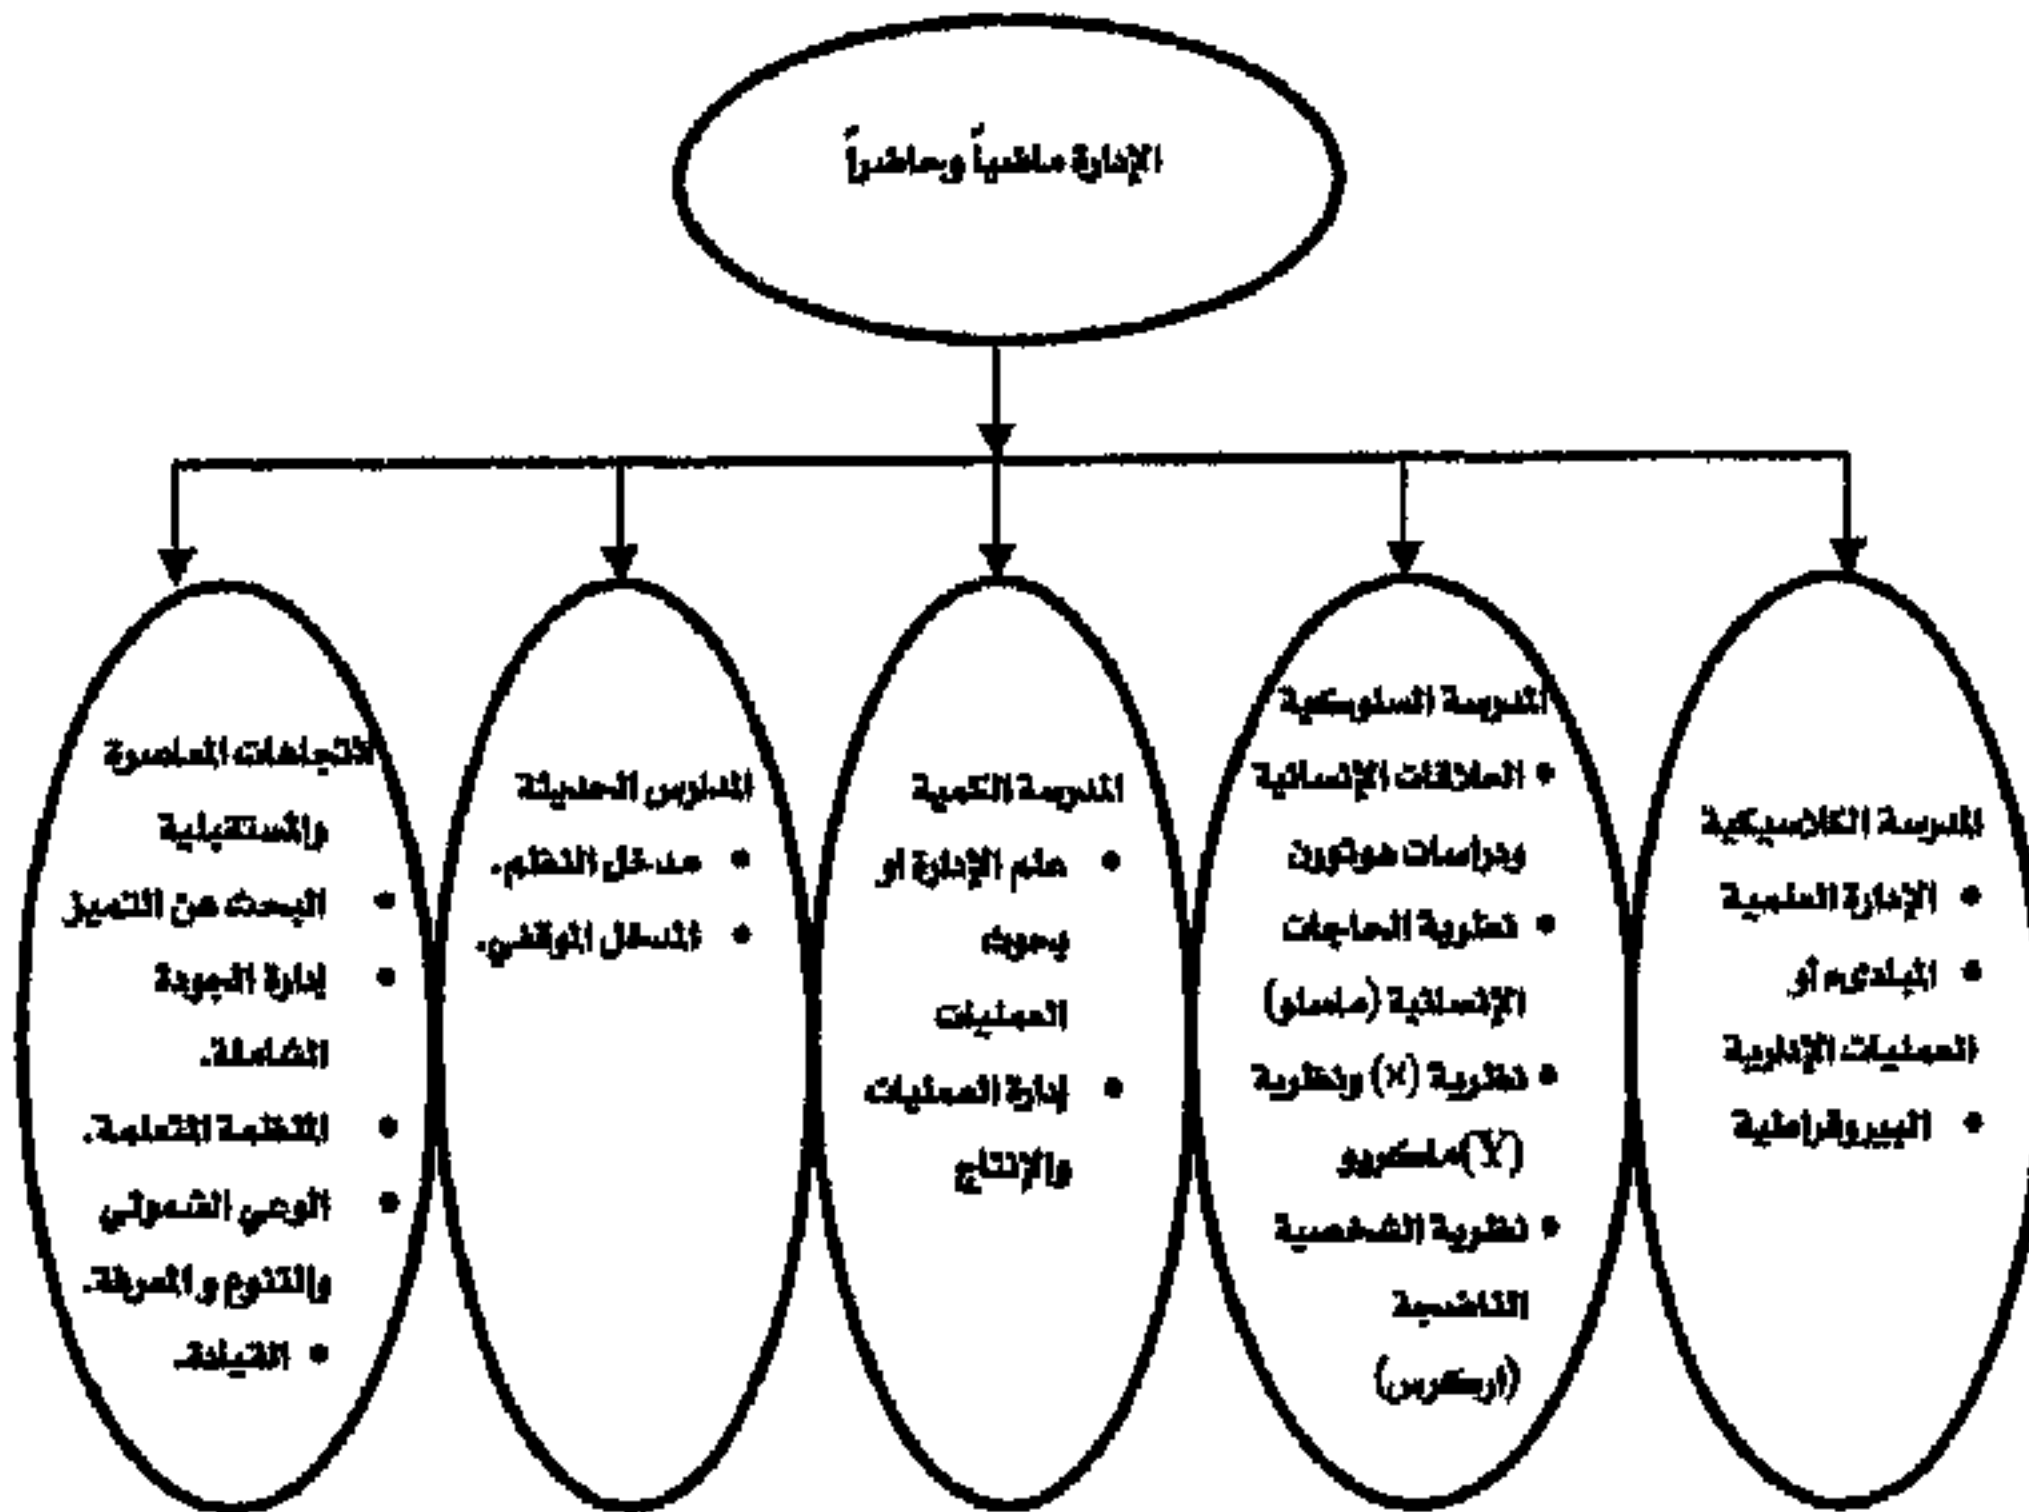 الإدارة ماضياً وحاضراً
المدرسة الكلاسيكية
• الإدارة العلمية
• المبادىء أو
العمليات الإدارية
• البيروقراطية
المدرسة السلوكية
• العلاقات الإنسانية
ودراسات هوثورن
• نظرية الحاجات
الإنسانية (ماسلو)
• نظرية (X) ونظرية
(Y) ماكريو
• نظرية الشخصية
الناضجة
(اركرس)
المدرسة الكمية
• علم الإدارة او
بحوث
العمليات
• إدارة العمليات
والإنتاج
المدارس الحديثة
• مدخل النظم.
• المدخل الموقفي.
لاتجاهات المعاصرة
والمستقبلية
• البحث عن التميز
• إدارة الجودة
الشاملة.
• المنظمة المتعلمة.
• الوعي الشمولي
والتنوع و المعرفة.
• القيادة.